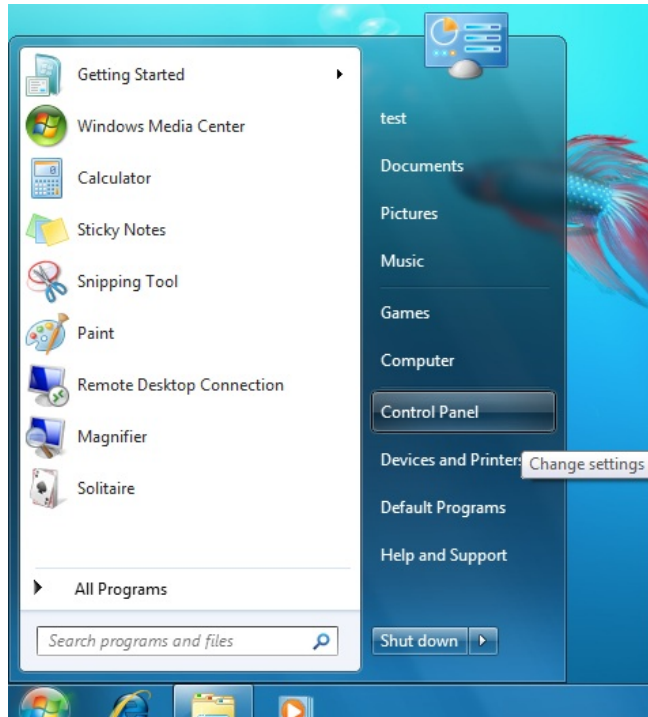 Getting Started
Windows Media Center
Calculator
Sticky Notes
Snipping Tool
Paint
Remote Desktop Connection
Magnifier
Solitaire
All Programs
Search programs and files
test
Documents
Pictures
Music
Games
Computer
Control Panel
Devices and Printers
Change settings
Default Programs
Help and Support
Shut down